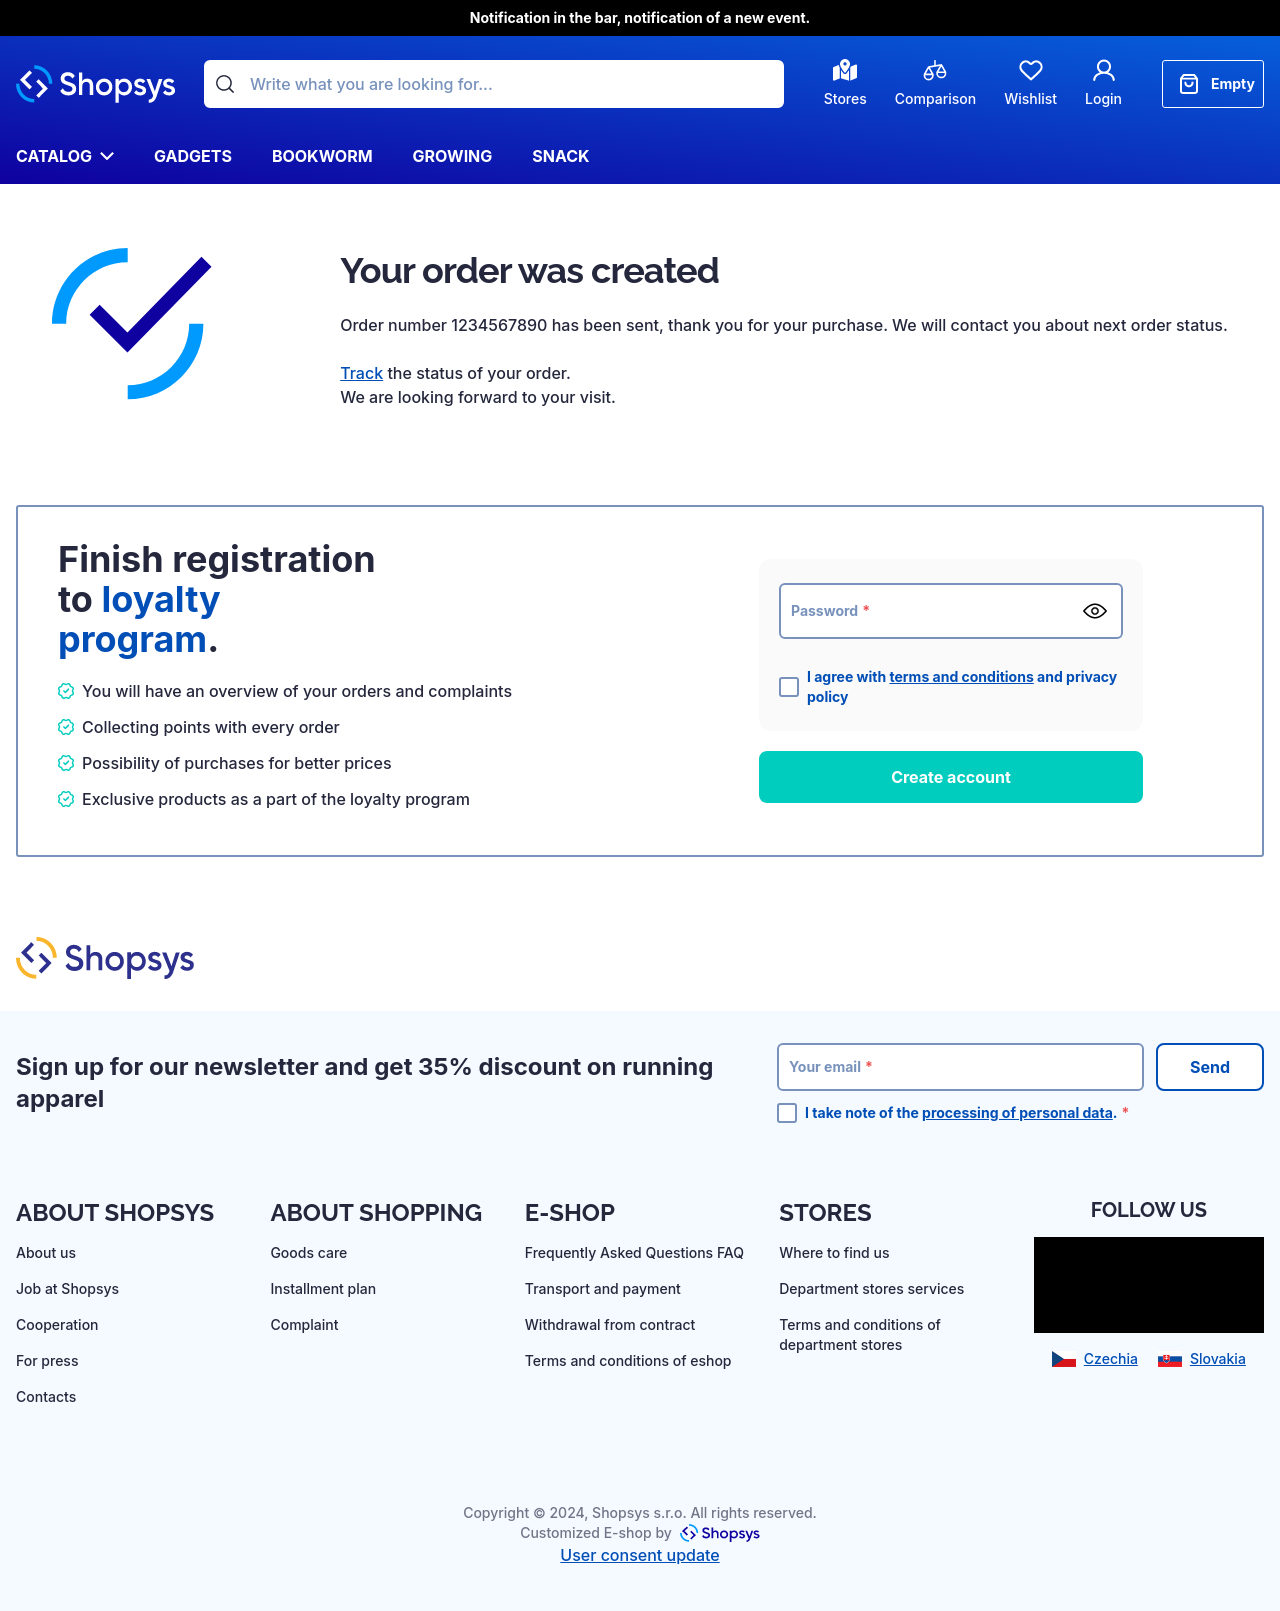 Notification in the bar, notification of a new event.
Shopsys
Write what you are looking for...
Stores
Comparison
Wishlist
Login
Empty
CATALOG
GADGETS
BOOKWORM
GROWING
SNACK
Your order was created
Order number 1234567890 has been sent, thank you for your purchase. We will contact you about next order status.
Track the status of your order.
We are looking forward to your visit.
Finish registration
to loyalty
program.
You will have an overview of your orders and complaints
Collecting points with every order
Possibility of purchases for better prices
Exclusive products as a part of the loyalty program
Password *
I agree with terms and conditions and privacy
policy
Create account
Shopsys
Sign up for our newsletter and get 35% discount on running
apparel
Your email *
Send
I take note of the processing of personal data. *
ABOUT SHOPSYS
About us
Job at Shopsys
Cooperation
For press
Contacts
ABOUT SHOPPING
Goods care
Installment plan
Complaint
E-SHOP
Frequently Asked Questions FAQ
Transport and payment
Withdrawal from contract
Terms and conditions of eshop
STORES
Where to find us
Department stores services
Terms and conditions of
department stores
FOLLOW US
Czechia
Slovakia
Copyright © 2024, Shopsys s.r.o. All rights reserved.
Customized E-shop by Shopsys
User consent update